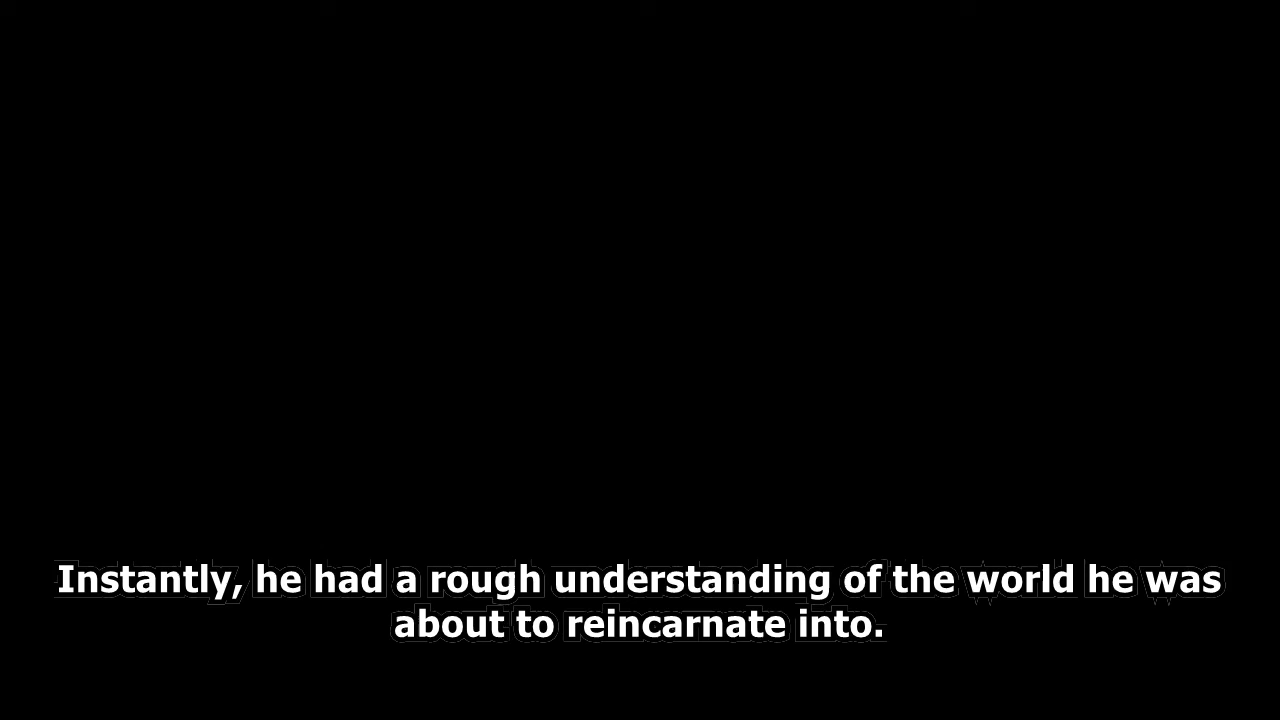 Instantly, he had a rough understanding of the world he was
about to reincarnate into.